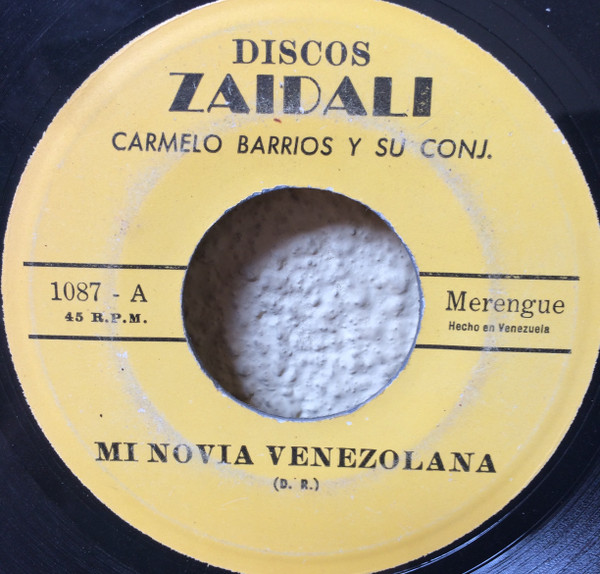 DISCOS
ZAIDALI
CARMELO BARRIOS Y SU CONJ.
1087 - A
45 R.P.M.
Merengue
Hecho en Venezuela
MI NOVIA VENEZOLANA
(D. R.)